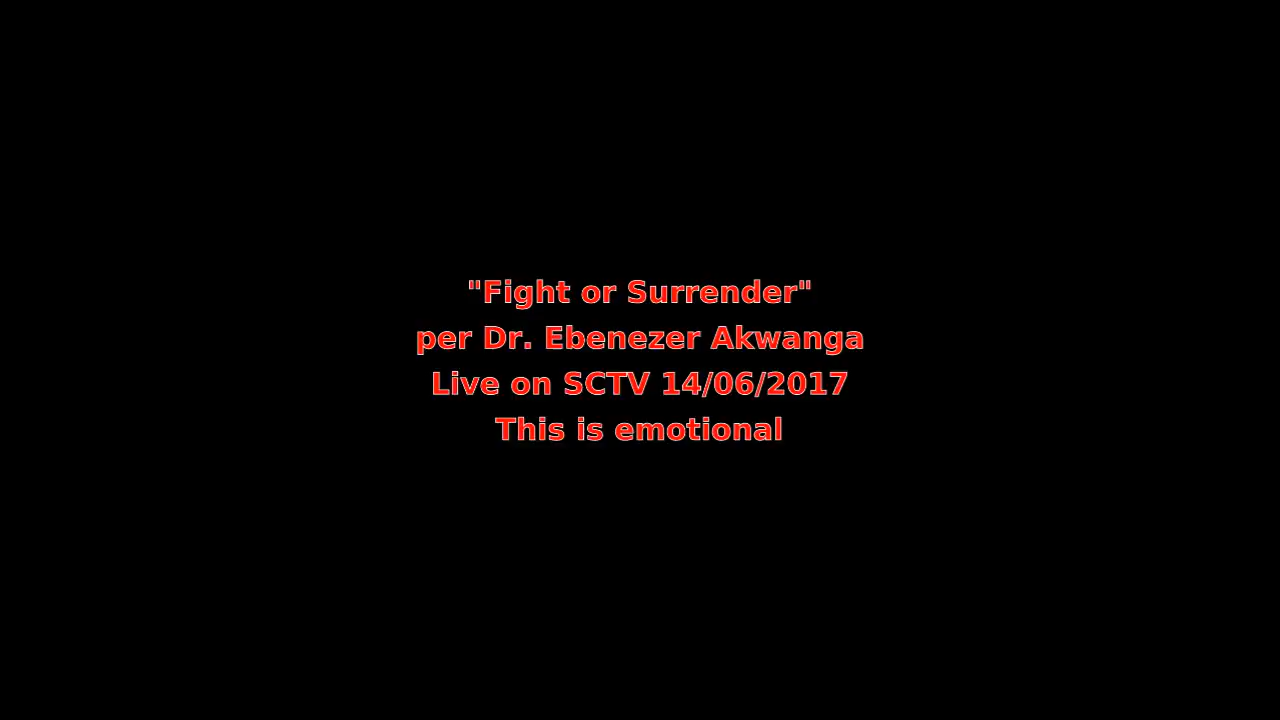 "Fight or Surrender"
per Dr. Ebenezer Akwanga
Live on SCTV 14/06/2017
This is emotional